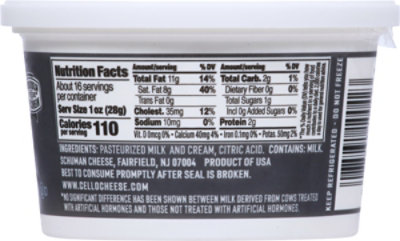 Nutrition Facts
About 16 servings
per container
Serv Size 1 oz (28g)
Calories 110
per serving
Amount/serving % DV
Total Fat 11g 14%
Sat. Fat 8g 40%
Trans Fat 0g
Cholest. 35mg 12%
Sodium 10mg 0%
Amount/serving % DV
Total Carb. 2g 1%
Dietary Fiber 0g 0%
Total Sugars 1g
Incl 0g Added Sugars 0%
Protein 2g
Vit. D 0mcg 0% • Calcium 40mg 4% • Iron 0.1mg 0% • Potas. 50mg 2%
INGREDIENTS: PASTEURIZED MILK AND CREAM, CITRIC ACID. CONTAINS: MILK.
SCHUMAN CHEESE, FAIRFIELD, NJ 07004 PRODUCT OF USA
BEST TO CONSUME PROMPTLY AFTER SEAL IS BROKEN.
WWW.CELLOCHEESE.COM
*NO SIGNIFICANT DIFFERENCE HAS BEEN SHOWN BETWEEN MILK DERIVED FROM COWS TREATED
WITH ARTIFICIAL HORMONES AND THOSE NOT TREATED WITH ARTIFICIAL HORMONES.
KEEP REFRIGERATED - DO NOT FREEZE